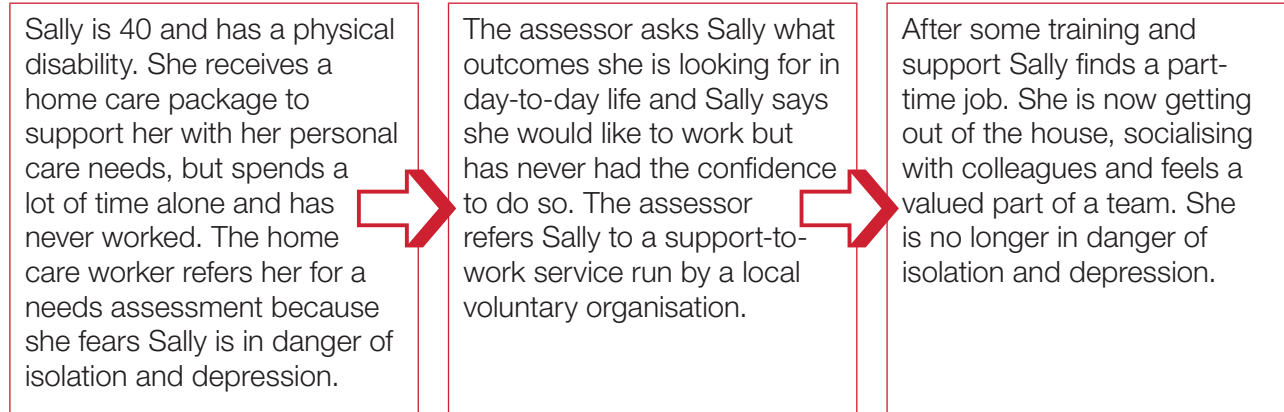 Sally is 40 and has a physical
disability. She receives a
home care package to
support her with her personal
care needs, but spends a
lot of time alone and has
never worked. The home
care worker refers her for a
needs assessment because
she fears Sally is in danger of
isolation and depression.
The assessor asks Sally what
outcomes she is looking for in
day-to-day life and Sally says
she would like to work but
has never had the confidence
to do so. The assessor
refers Sally to a support-to-
work service run by a local
voluntary organisation.
After some training and
support Sally finds a part-
time job. She is now getting
out of the house, socialising
with colleagues and feels a
valued part of a team. She
is no longer in danger of
isolation and depression.